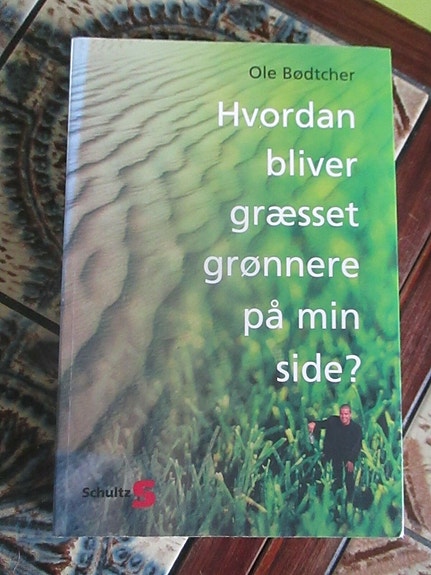 Ole Bødtcher
Hvordan
bliver
græsset
grønnere
på min
side?
Schultz S